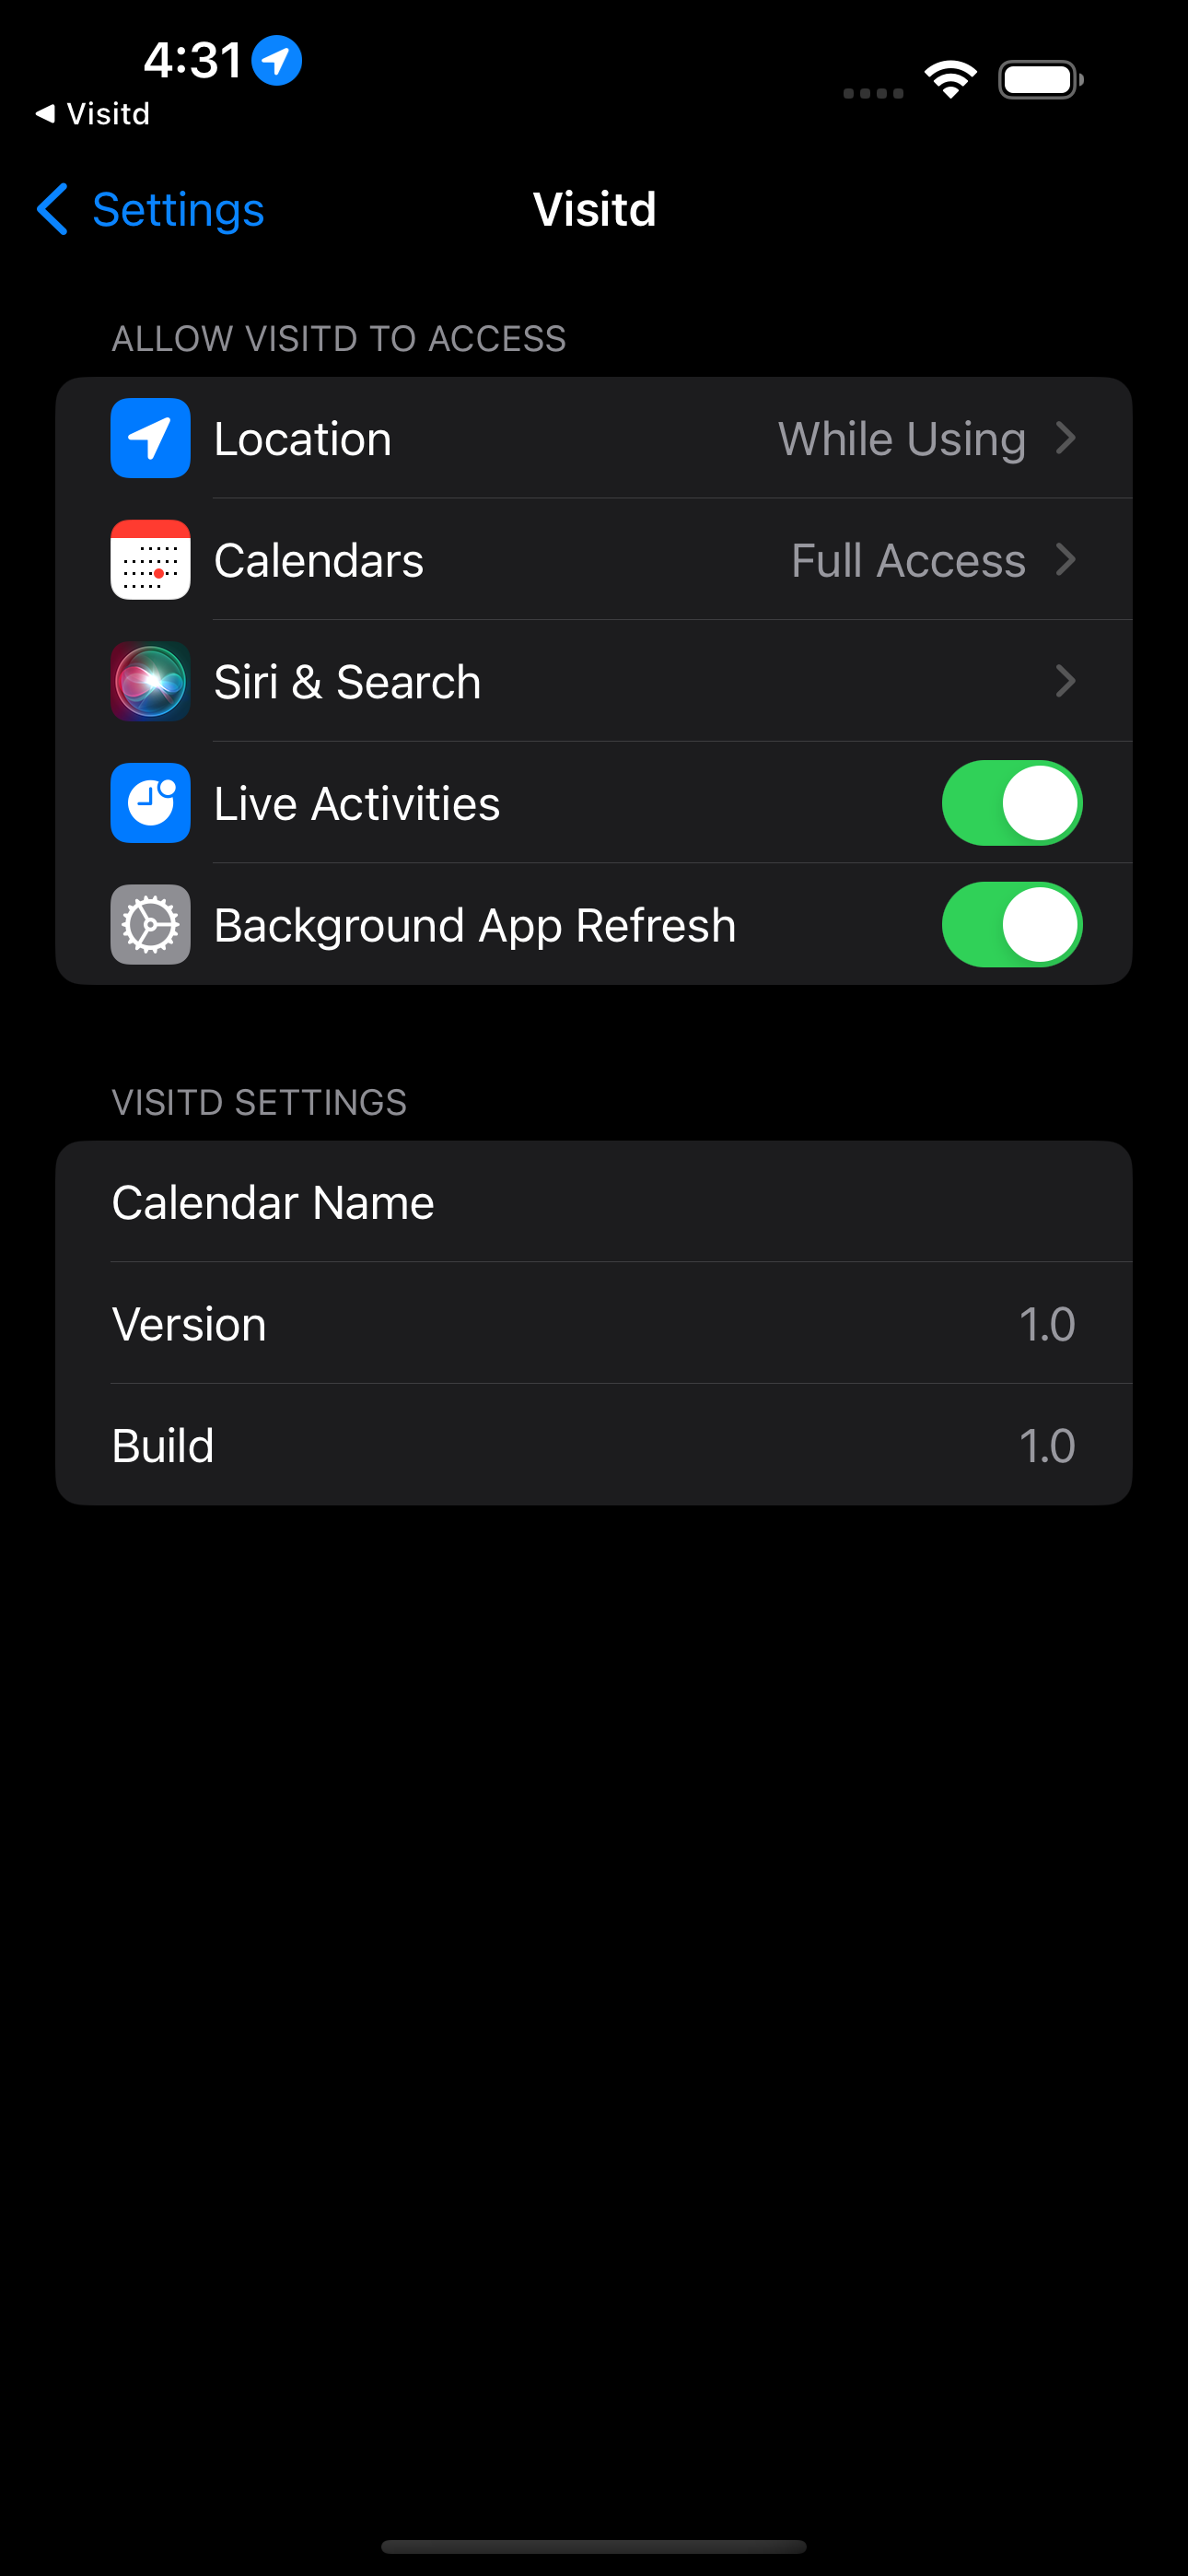 4:31
Visitd
Settings
Visitd
ALLOW VISITD TO ACCESS
Location While Using
Calendars Full Access
Siri & Search
Live Activities
Background App Refresh
VISITD SETTINGS
Calendar Name
Version 1.0
Build 1.0